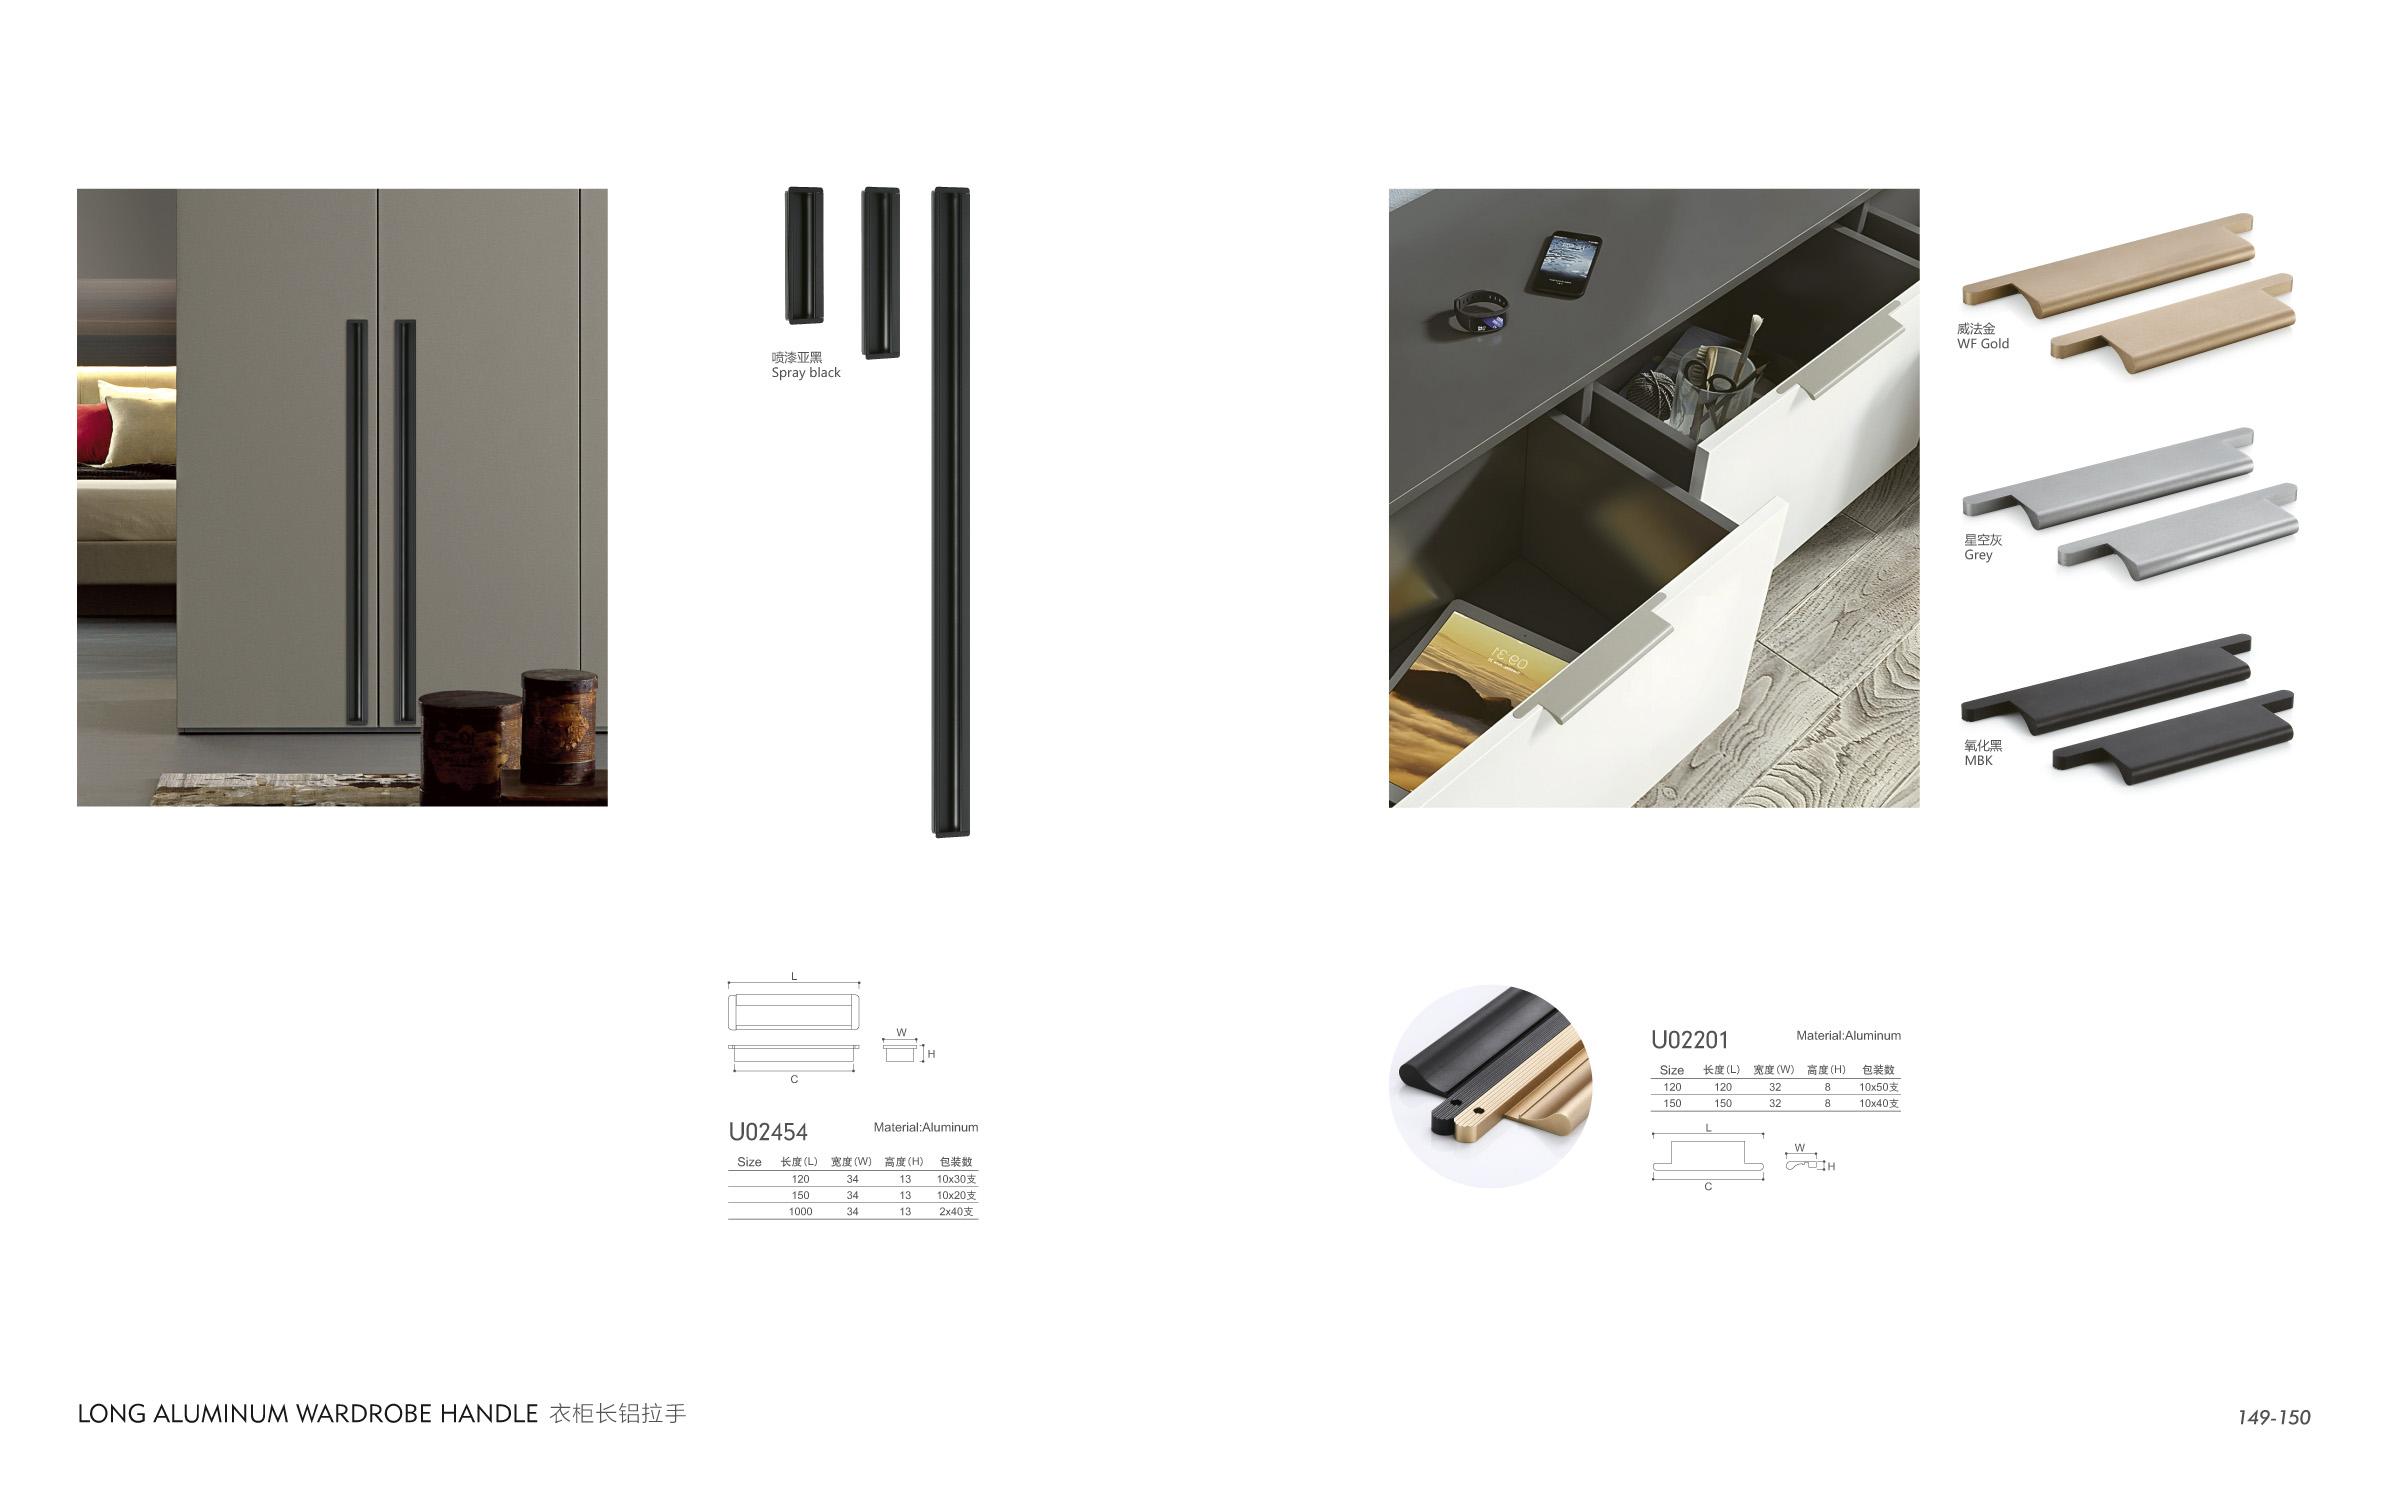 喷漆亚黑
Spray black
威法金
WF Gold
星空灰
Grey
氧化黑
MBK
09:31
L
W
H
C
U02454 Material:Aluminum
Size 长度(L) 宽度(W) 高度(H) 包装数
120 34 13 10x30支
150 34 13 10x20支
1000 34 13 2x40支
U02201 Material:Aluminum
Size 长度(L) 宽度(W) 高度(H) 包装数
120 120 32 8 10x50支
150 150 32 8 10x40支
L
W
H
C
LONG ALUMINUM WARDROBE HANDLE 衣柜长铝拉手
149-150